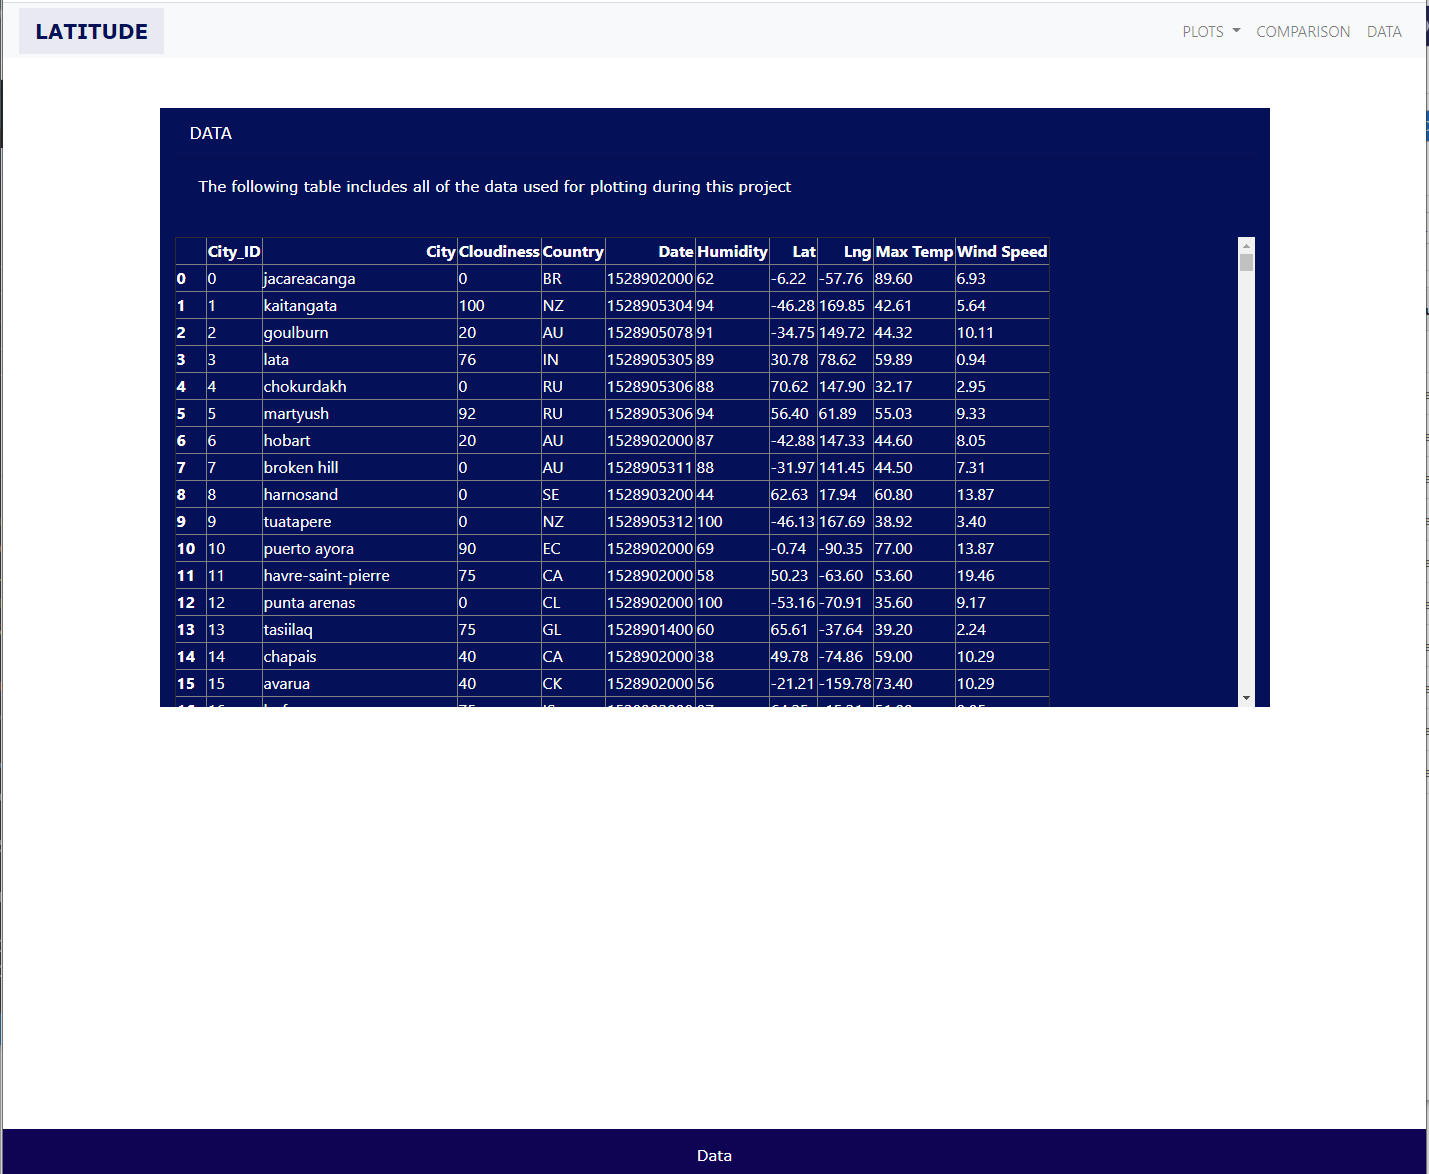 LATITUDE PLOTS COMPARISON DATA
DATA
The following table includes all of the data used for plotting during this project
City_ID City Cloudiness Country Date Humidity Lat Lng Max Temp Wind Speed
0 0 jacareacanga 0 BR 1528902000 62 -6.22 -57.76 89.60 6.93
1 1 kaitangata 100 NZ 1528905304 94 -46.28 169.85 42.61 5.64
2 2 goulburn 20 AU 1528905078 91 -34.75 149.72 44.32 10.11
3 3 lata 76 IN 1528905305 89 30.78 78.62 59.89 0.94
4 4 chokurdakh 0 RU 1528905306 88 70.62 147.90 32.17 2.95
5 5 martyush 92 RU 1528905306 94 56.40 61.89 55.03 9.33
6 6 hobart 20 AU 1528902000 87 -42.88 147.33 44.60 8.05
7 7 broken hill 0 AU 1528905311 88 -31.97 141.45 44.50 7.31
8 8 harnosand 0 SE 1528903200 44 62.63 17.94 60.80 13.87
9 9 tuatapere 0 NZ 1528905312 100 -46.13 167.69 38.92 3.40
10 10 puerto ayora 90 EC 1528902000 69 -0.74 -90.35 77.00 13.87
11 11 havre-saint-pierre 75 CA 1528902000 58 50.23 -63.60 53.60 19.46
12 12 punta arenas 0 CL 1528902000 100 -53.16 -70.91 35.60 9.17
13 13 tasiilaq 75 GL 1528901400 60 65.61 -37.64 39.20 2.24
14 14 chapais 40 CA 1528902000 38 49.78 -74.86 59.00 10.29
15 15 avarua 40 CK 1528902000 56 -21.21 -159.78 73.40 10.29
Data